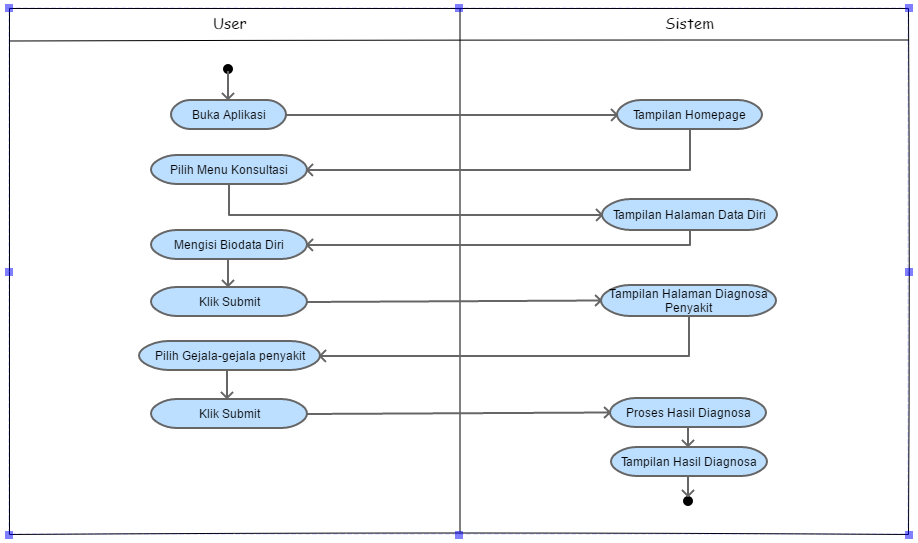 User
Sistem
Buka Aplikasi
Tampilan Homepage
Pilih Menu Konsultasi
Tampilan Halaman Data Diri
Mengisi Biodata Diri
Klik Submit
Tampilan Halaman Diagnosa
Penyakit
Pilih Gejala-gejala penyakit
Klik Submit
Proses Hasil Diagnosa
Tampilan Hasil Diagnosa